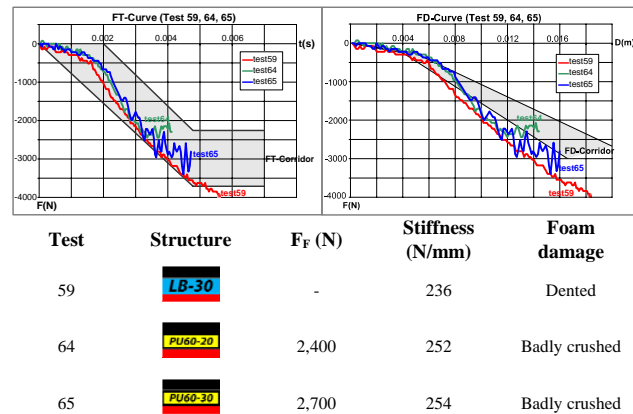 FT-Curve (Test 59, 64, 65)
0 0.002 0.004 0.006 t(s)
0
-1000
-2000
-3000
-4000
F(N)
test59
test64
test65
test64
FT-Corridor
test65
test59
FD-Curve (Test 59, 64, 65)
0.000 0.004 0.008 0.012 0.016 D(m)
0
-1000
-2000
-3000
-4000
F(N)
test59
test64
test65
test64
FD-Corridor
test65
test59
Test Structure F_F (N) Stiffness (N/mm) Foam damage
59 LB-30 - 236 Dented
64 PU60-20 2,400 252 Badly crushed
65 PU60-30 2,700 254 Badly crushed